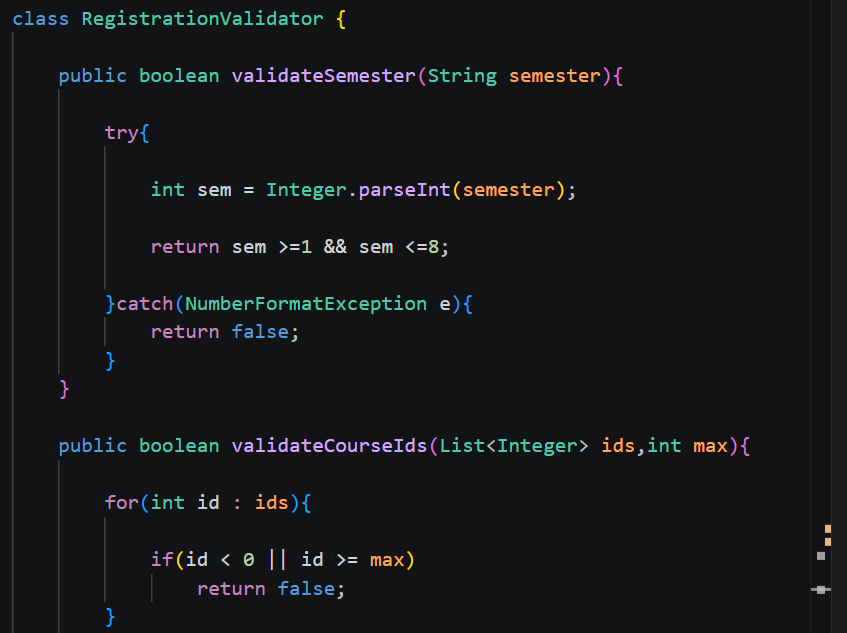 class RegistrationValidator {
public boolean validateSemester(String semester){
try{
int sem = Integer.parseInt(semester);
return sem >=1 && sem <=8;
}catch(NumberFormatException e){
return false;
}
}
public boolean validateCourseIds(List<Integer> ids,int max){
for(int id : ids){
if(id < 0 || id >= max)
return false;
}